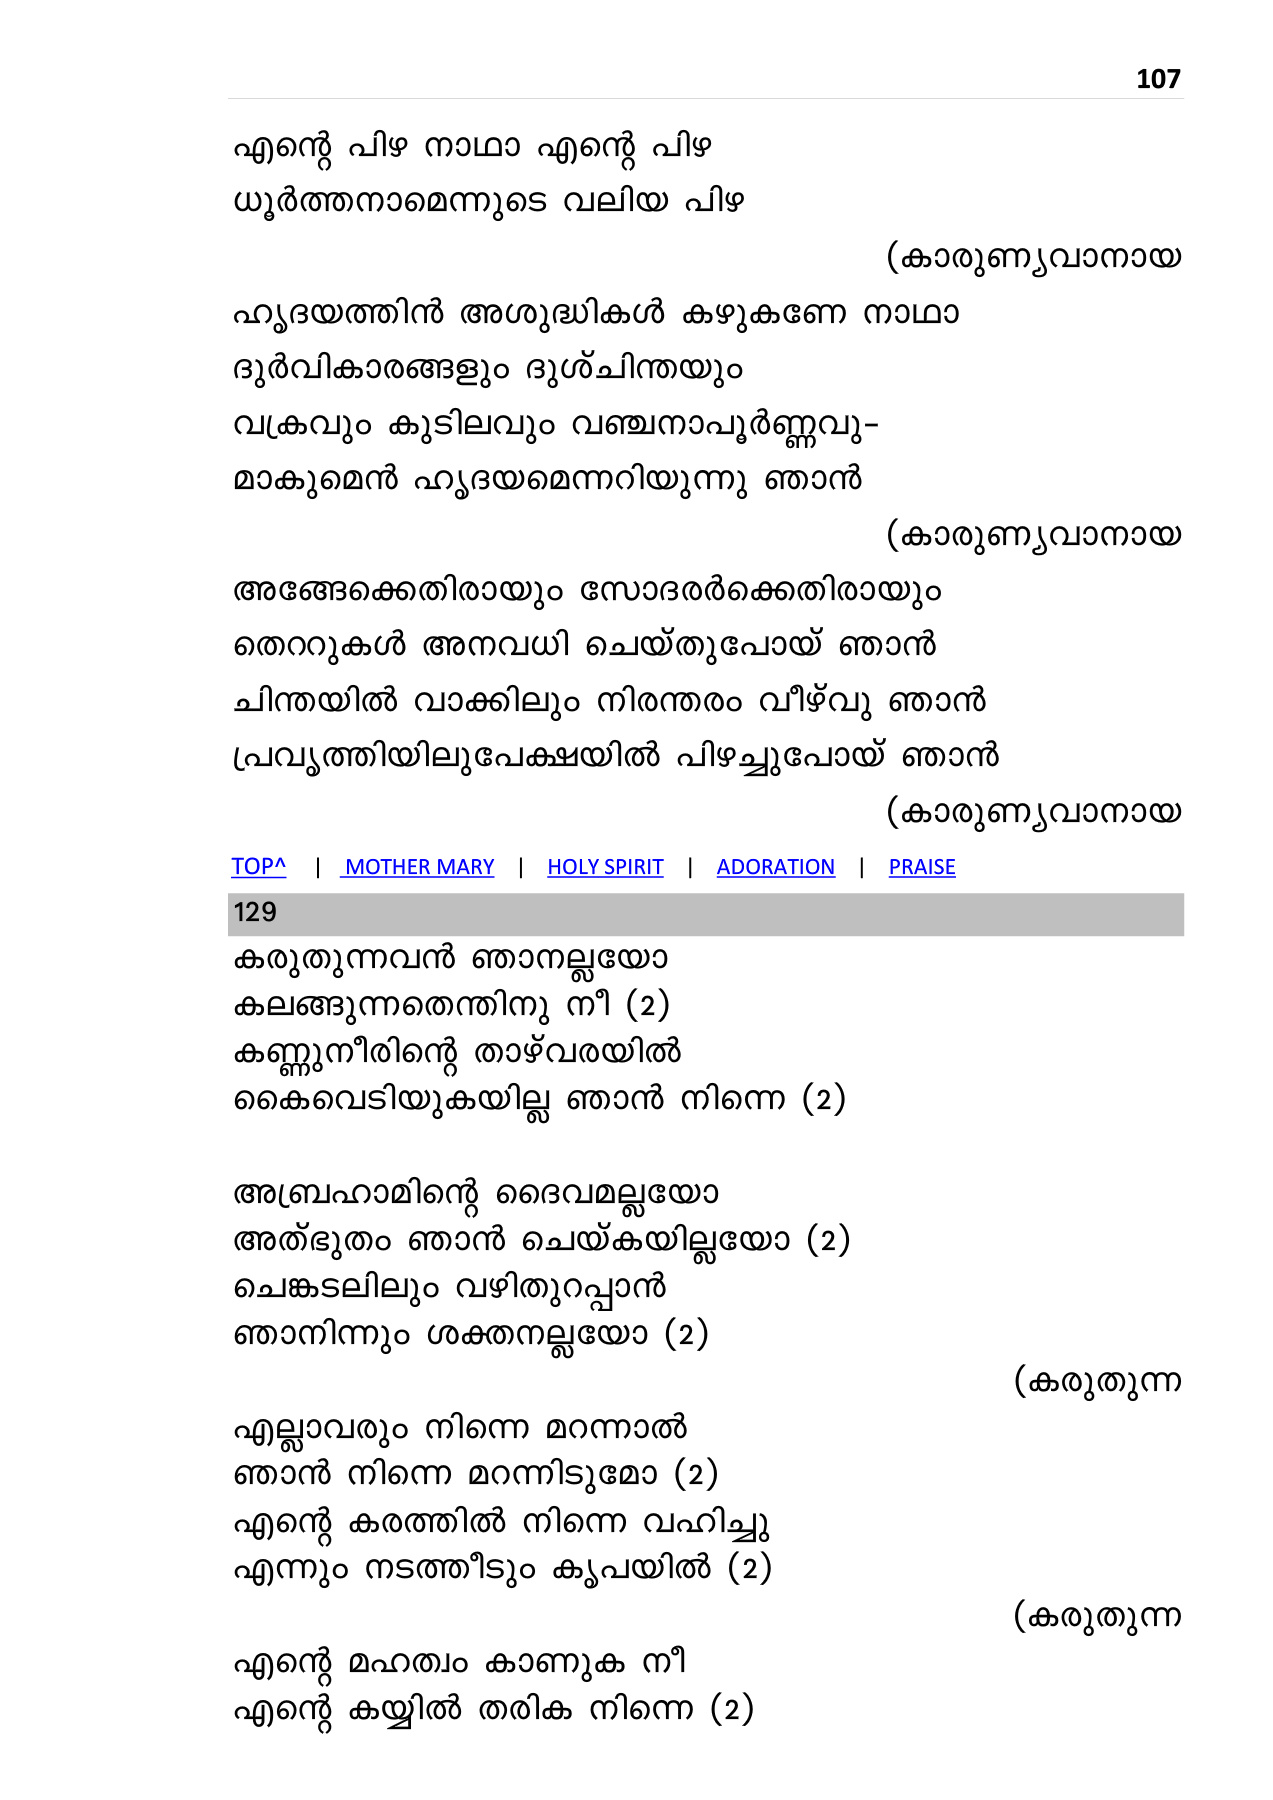 107
എന്റെ പിഴ നാഥാ എന്റെ പിഴ
ധൂർത്തനാമെന്നുടെ വലിയ പിഴ
(കാരുണ്യവാനായ
ഹൃദയത്തിൻ അശുദ്ധികൾ കഴുകണേ നാഥാ
ദുർവികാരങ്ങളും ദുശ്ചിന്തയും
വക്രവും കുടിലവും വഞ്ചനാപൂർണ്ണവു-
മാകുമെൻ ഹൃദയമെന്നറിയുന്നു ഞാൻ
(കാരുണ്യവാനായ
അങ്ങേക്കെതിരായും സോദരർക്കെതിരായും
തെററുകൾ അനവധി ചെയ്തുപോയ് ഞാൻ
ചിന്തയിൽ വാക്കിലും നിരന്തരം വീഴ്‌വു ഞാൻ
പ്രവൃത്തിയിലുപേക്ഷയിൽ പിഴച്ചുപോയ് ഞാൻ
(കാരുണ്യവാനായ
TOP^ | MOTHER MARY | HOLY SPIRIT | ADORATION | PRAISE
129
കരുതുന്നവൻ ഞാനല്ലയോ
കലങ്ങുന്നതെന്തിനു നീ (2)
കണ്ണുനീരിന്റെ താഴ്‌വരയിൽ
കൈവെടിയുകയില്ല ഞാൻ നിന്നെ (2)
അബ്രഹാമിന്റെ ദൈവമല്ലയോ
അത്ഭുതം ഞാൻ ചെയ്കയില്ലയോ (2)
ചെങ്കടലിലും വഴിതുറപ്പാൻ
ഞാനിന്നും ശക്തനല്ലയോ (2)
(കരുതുന്ന
എല്ലാവരും നിന്നെ മറന്നാൽ
ഞാൻ നിന്നെ മറന്നിടുമോ (2)
എന്റെ കരത്തിൽ നിന്നെ വഹിച്ചു
എന്നും നടത്തീടും കൃപയിൽ (2)
(കരുതുന്ന
എന്റെ മഹത്വം കാണുക നീ
എന്റെ കയ്യിൽ തരിക നിന്നെ (2)